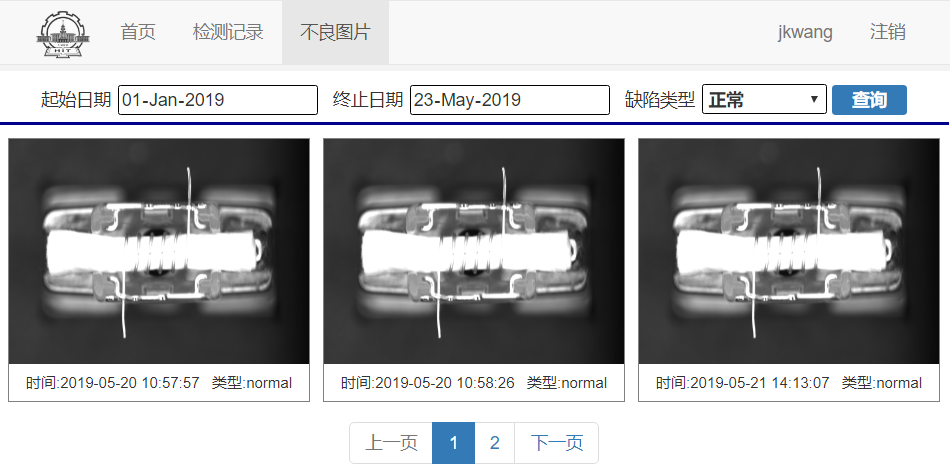 HIT 首页 检测记录 不良图片 jkwang 注销
起始日期 01-Jan-2019 终止日期 23-May-2019 缺陷类型 正常 查询
时间:2019-05-20 10:57:57 类型:normal 时间:2019-05-20 10:58:26 类型:normal 时间:2019-05-21 14:13:07 类型:normal
上一页 1 2 下一页